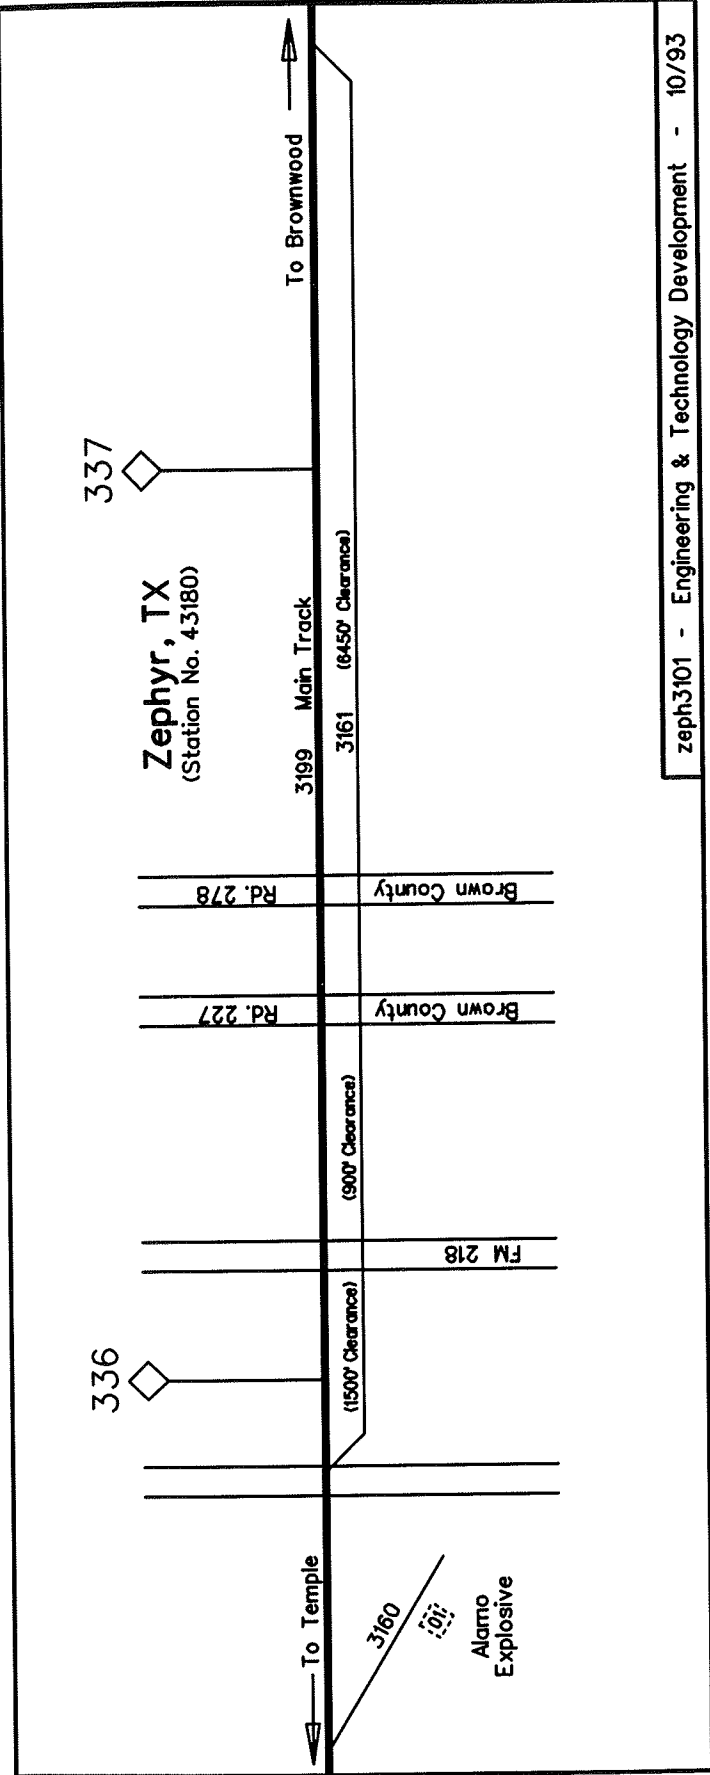 337
336
Zephyr, TX
(Station No. 43180)
To Temple
To Brownwood
3199 Main Track
3161 (6450' Clearance)
(1500' Clearance)
(900' Clearance)
Rd. 227
Rd. 278
FM 218
Brown County
Brown County
3160
01
Alamo
Explosive
zeph3101 - Engineering & Technology Development - 10/93